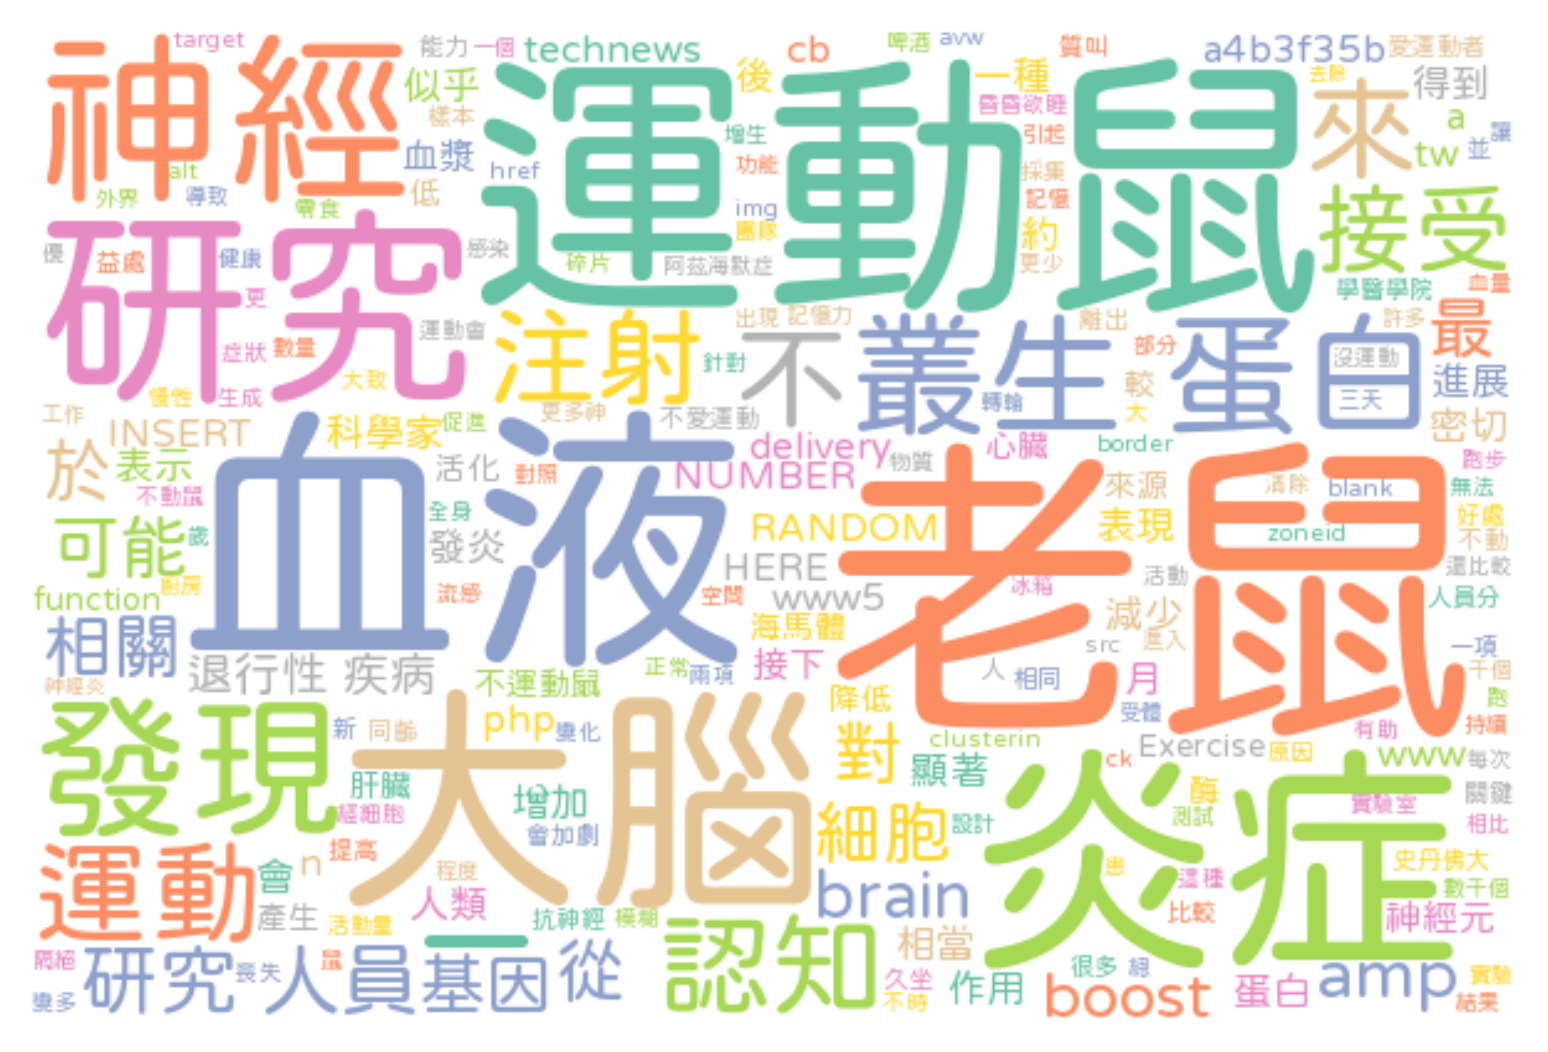 target
能力 一個
technews
cb
啤酒 avw
質叫
a4b3f35b 愛運動者
神經
似乎
運動鼠
後
一種
去除
來
得到
樣本
昏昏欲睡
a
增生
引起
tw 並 讓
alt
血漿
href
功能
採集
外界 導致
零食
低
img
團隊
記憶
接受
研究
優 益處 健康
感染
碎片
阿茲海默症
約
更少
更
學醫學院 血量
運動會
注射
出現 記憶力
不
叢生蛋白
離出
許多
最
症狀 數量
針對
部分
沒運動
大致
轉輪
較
大
三天
進展
慢性 生成
工作
INSERT
科學家 促進
更多神
不愛運動
密切
於
表示
血液
活化
對照
delivery
NUMBER
物質
心臟
border
老鼠
跑步
不動鼠
來源
清除
blank 無法
可能 歲
全身
發炎
RANDOM
表現
zoneid
好處
不動
HERE
還比較
function 廚房
流感
空間
www5
活動
冰箱
人員分
相關
海馬體
減少
進入
src
一項
退行性 疾病
神經炎
不運動鼠
正常 兩項
接下
人 相同
月
千個
發現
大腦
降低
受體
跑
新 同齡
php 變化
對
clusterin
有助
持續
顯著
ck Exercise 原因
www 每次
肝臟
增加
炎症
酶
實驗室
關鍵
經細胞
會加劇
細胞 設計
測試
相比
運動
提高
程度
患
史丹佛大
會 n
brain
這種
數千個
人類
產生 活動量
抗神經 模糊
比較
神經元
一
認知
相當
隔絕
研究人員基因
喪失
鼠
從
久坐
不時
作用
很多 細
boost
蛋白
amp
實驗
變多
結果